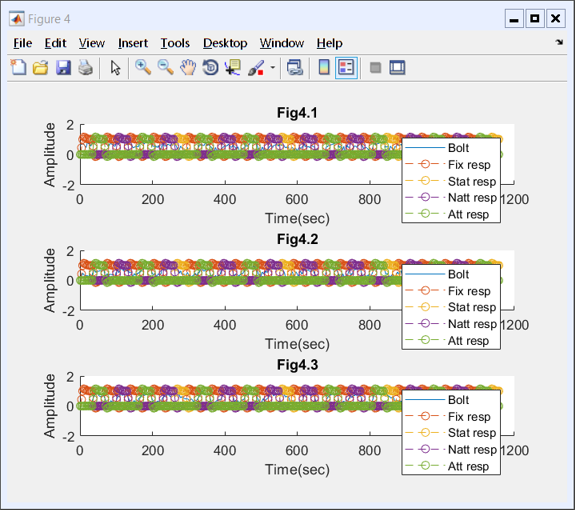 Figure 4
File Edit View Insert Tools Desktop Window Help
Fig4.1
Amplitude
2
0
-2
0 200 400 600 800 1200
Time(sec)
Bolt
Fix resp
Stat resp
Natt resp
Att resp
Fig4.2
Amplitude
2
0
-2
0 200 400 600 800 1200
Time(sec)
Bolt
Fix resp
Stat resp
Natt resp
Att resp
Fig4.3
Amplitude
2
0
-2
0 200 400 600 800 1200
Time(sec)
Bolt
Fix resp
Stat resp
Natt resp
Att resp